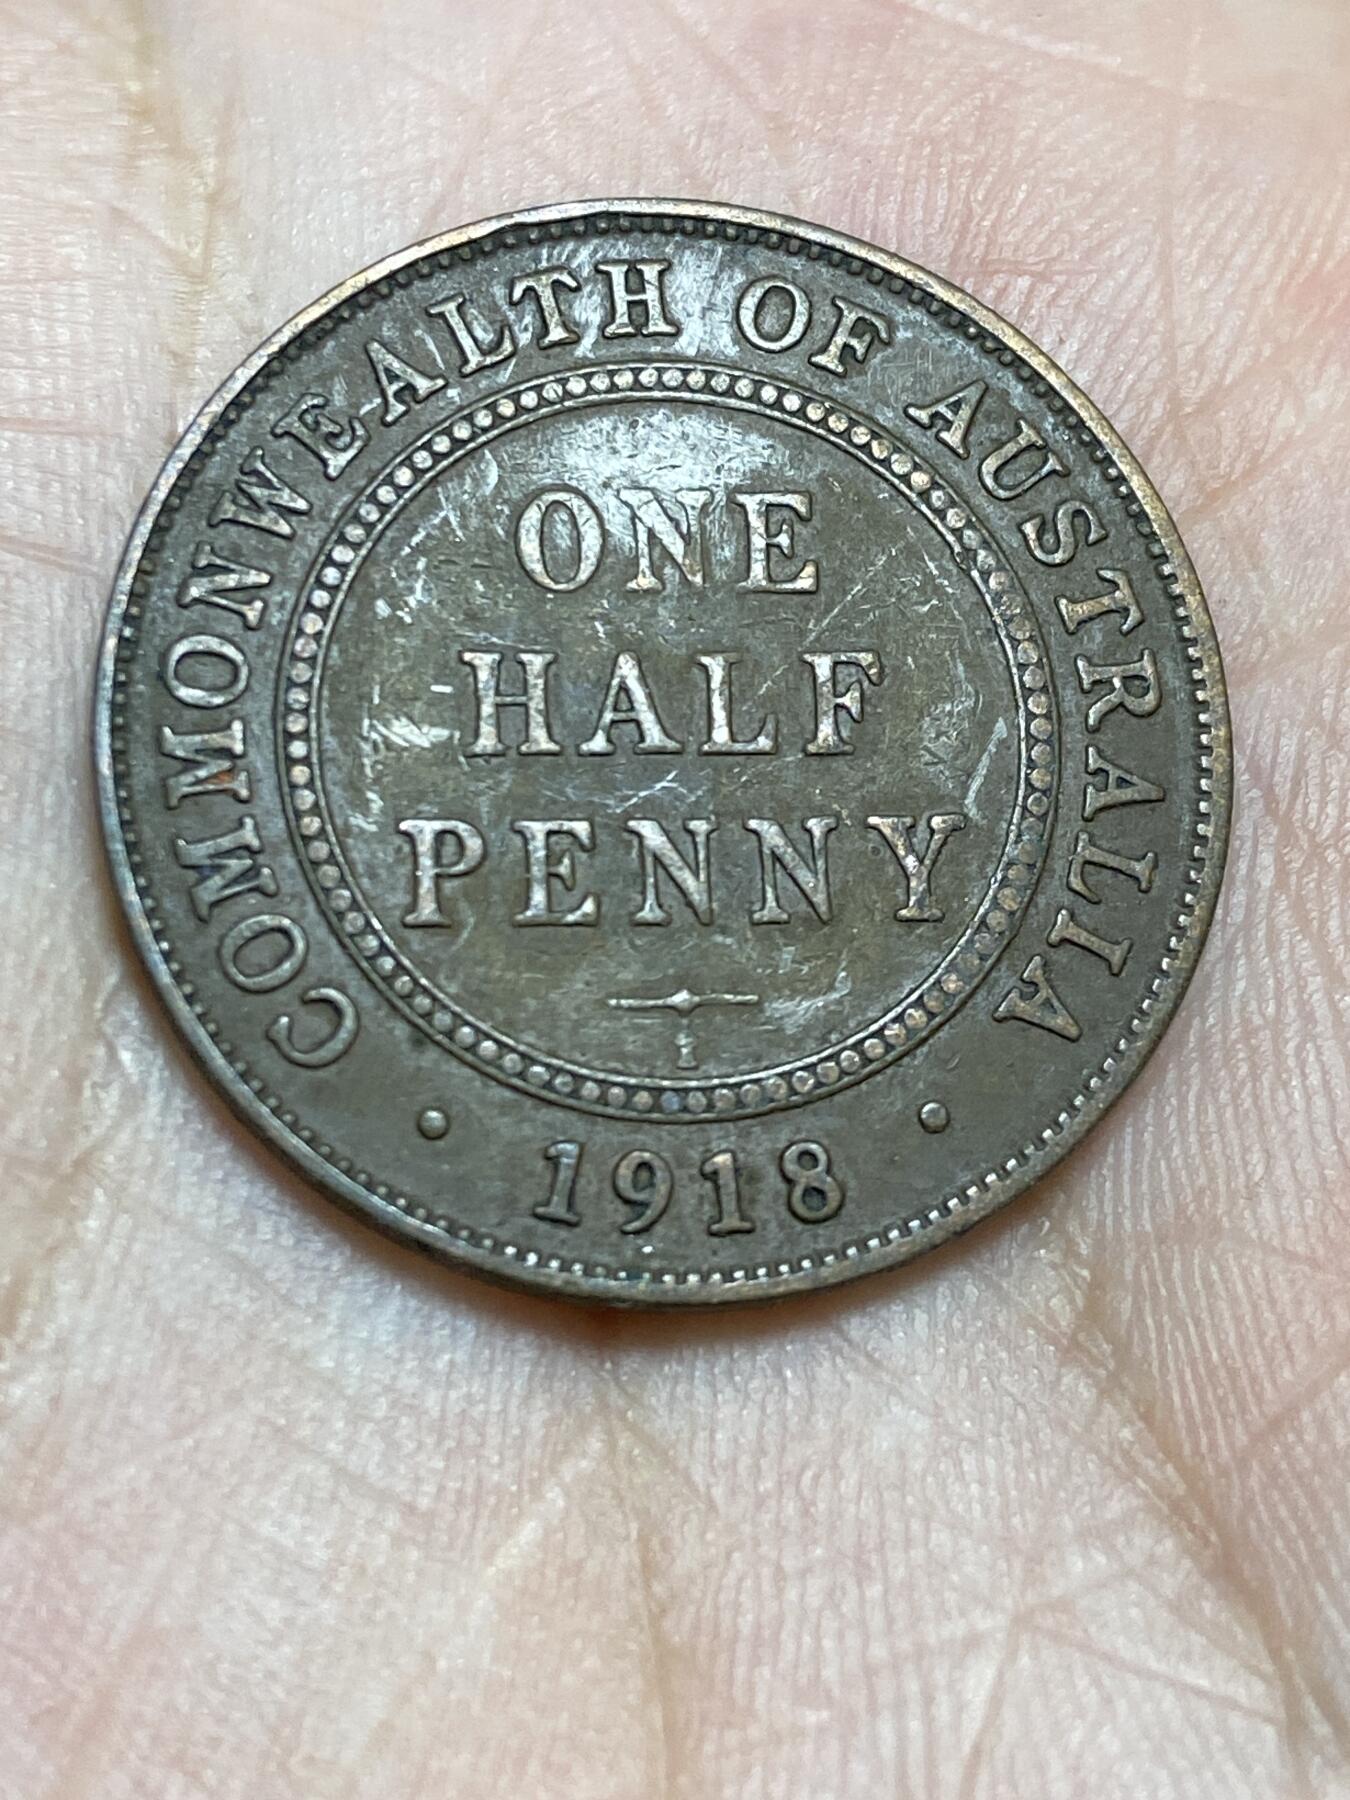 COMMONWEALTH OF AUSTRALIA
ONE
HALF
PENNY
I
· 1918 ·